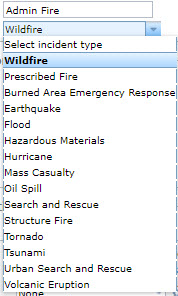 Admin Fire
Wildfire
Select incident type
Wildfire
Prescribed Fire
Burned Area Emergency Response
Earthquake
Flood
Hazardous Materials
Hurricane
Mass Casualty
Oil Spill
Search and Rescue
Structure Fire
Tornado
Tsunami
Urban Search and Rescue
Volcanic Eruption
None